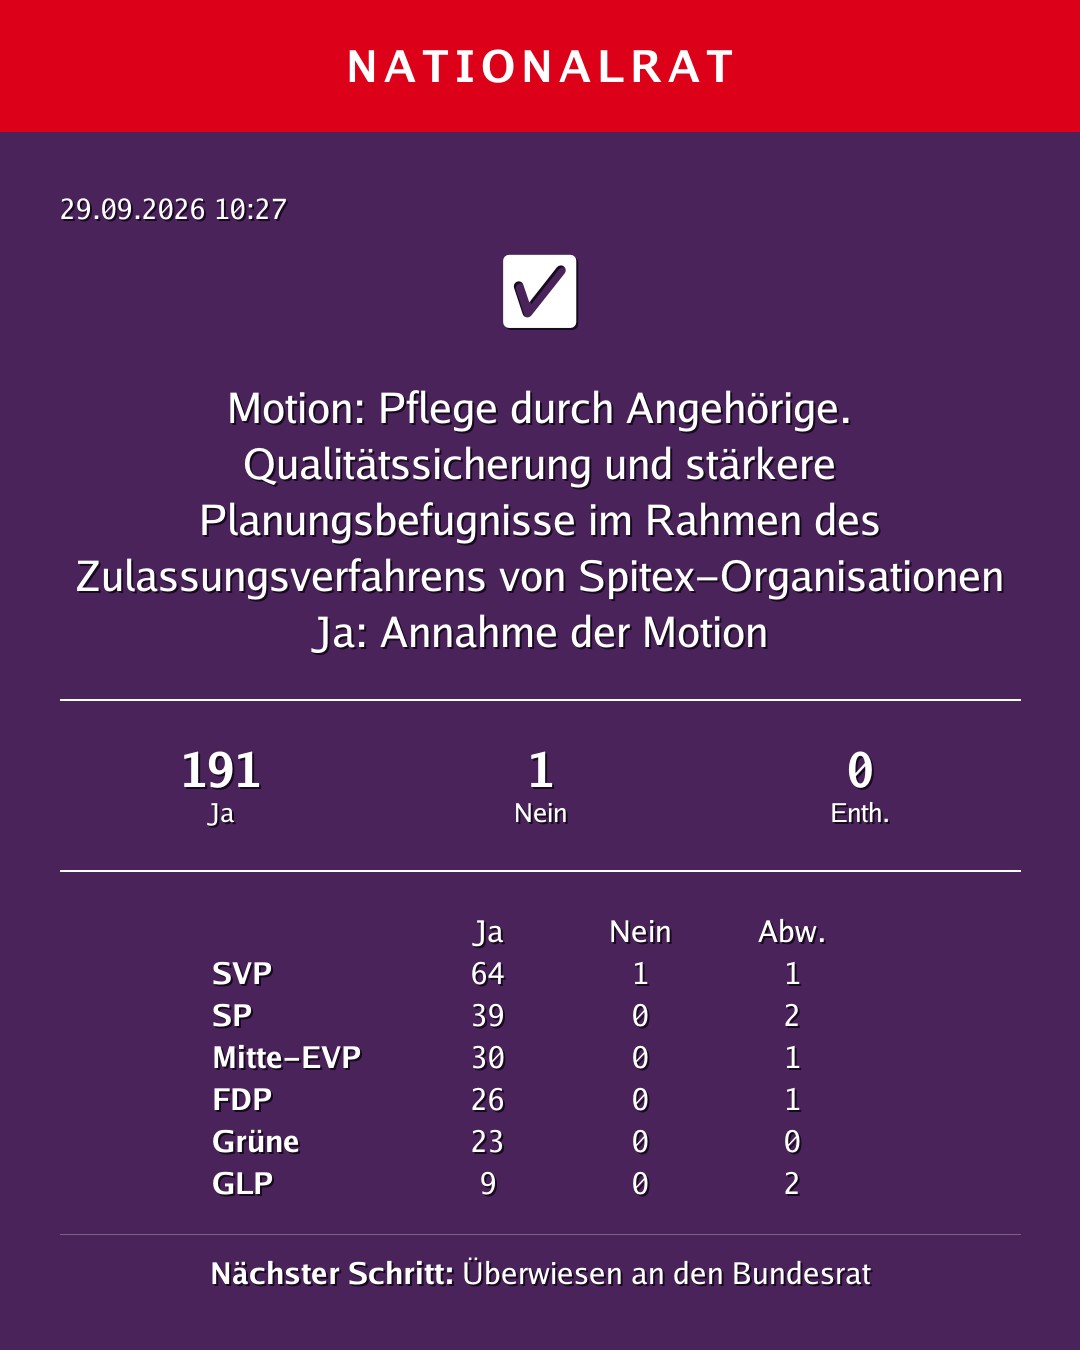 NATIONALRAT
29.09.2026 10:27
Motion: Pflege durch Angehörige.
Qualitätssicherung und stärkere
Planungsbefugnisse im Rahmen des
Zulassungsverfahrens von Spitex-Organisationen
Ja: Annahme der Motion
191 1 0
Ja Nein Enth.
Ja Nein Abw.
SVP 64 1 1
SP 39 0 2
Mitte-EVP 30 0 1
FDP 26 0 1
Grüne 23 0 0
GLP 9 0 2
Nächster Schritt: Überwiesen an den Bundesrat